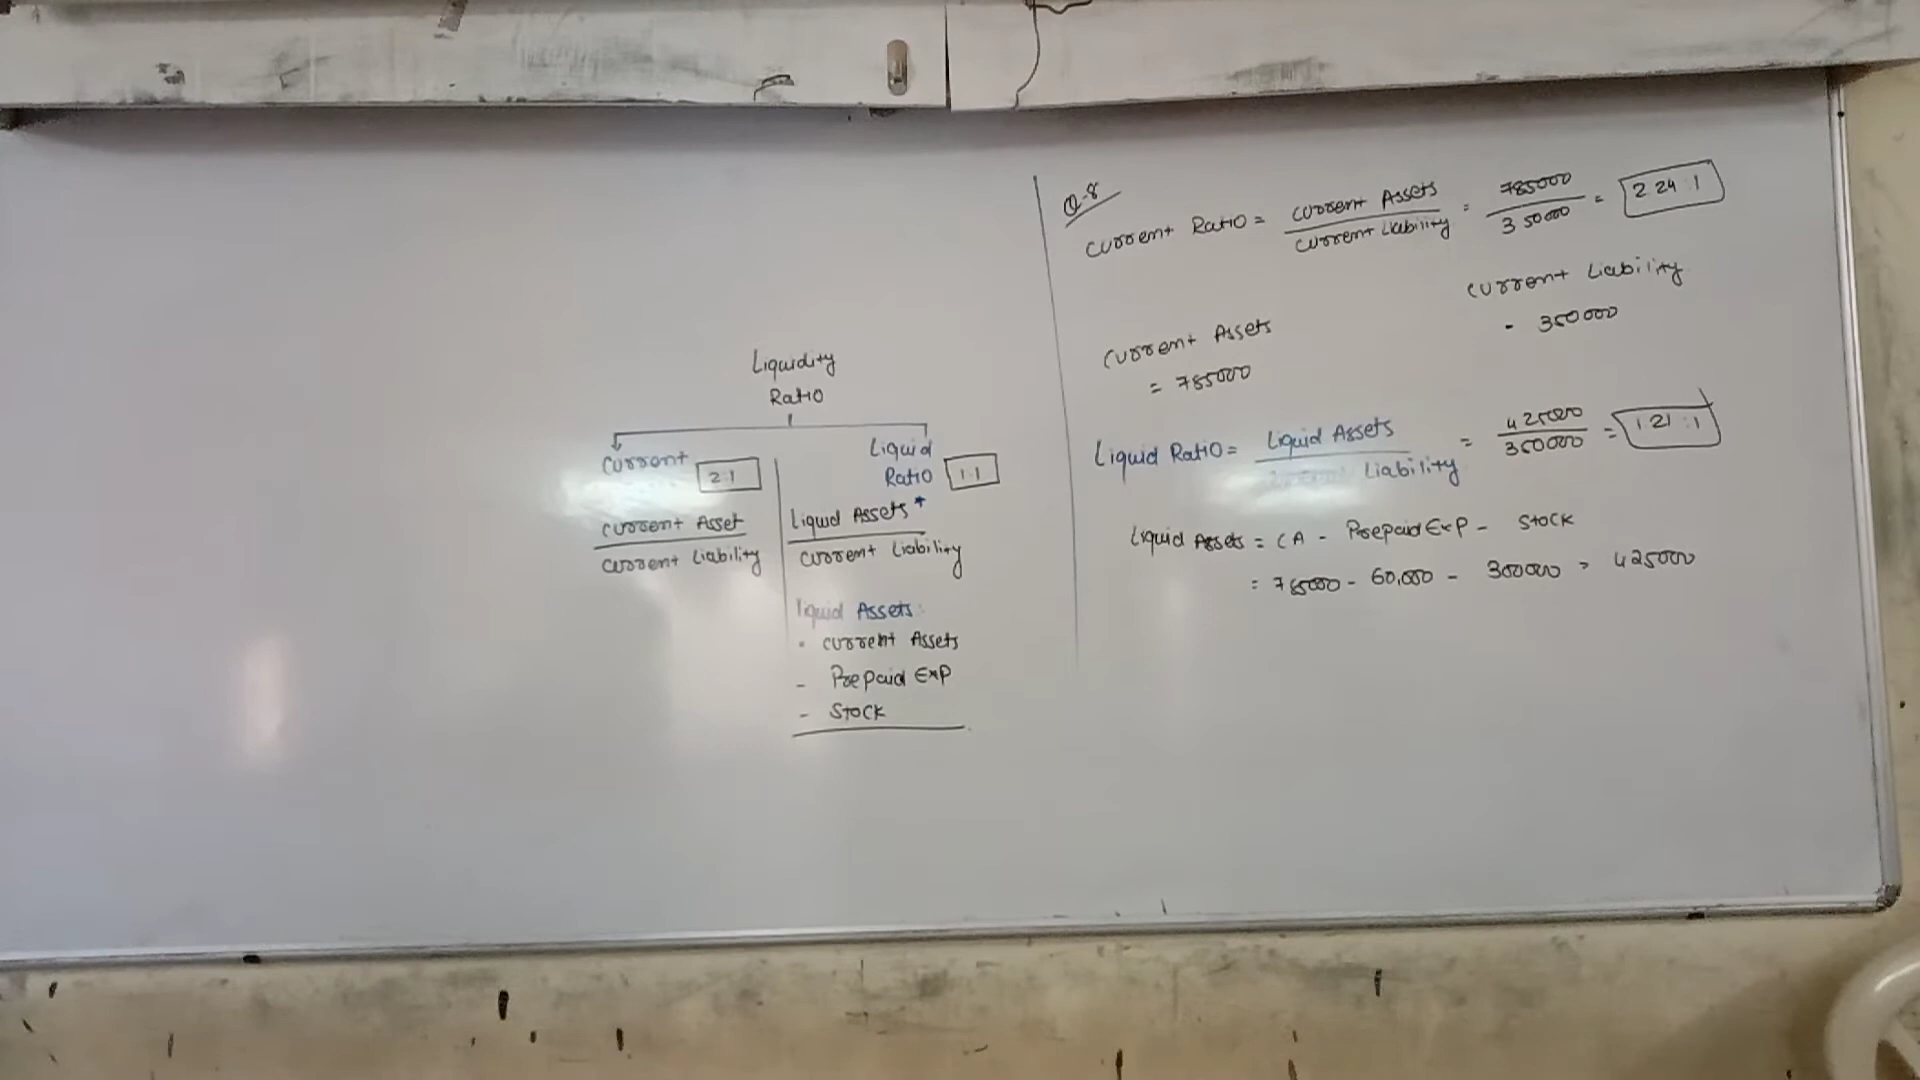 Liquidity
Ratio
Current 2:1
Current Asset
Current Liability
Liquid
Ratio 1:1
Liquid Assets *
Current Liability
liquid Assets:
Current Assets
- Prepaid Exp
- Stock
Q-8
Current Ratio = Current Assets / Current Liability = 785000 / 350000 = 2.24 : 1
Current Liability
- 350000
Current Assets
= 785000
Liquid Ratio = Liquid Assets / Liability = 425000 / 350000 = 1.21 : 1
Liquid Assets = CA - Prepaid Exp - Stock
= 785000 - 60,000 - 300000 = 425000